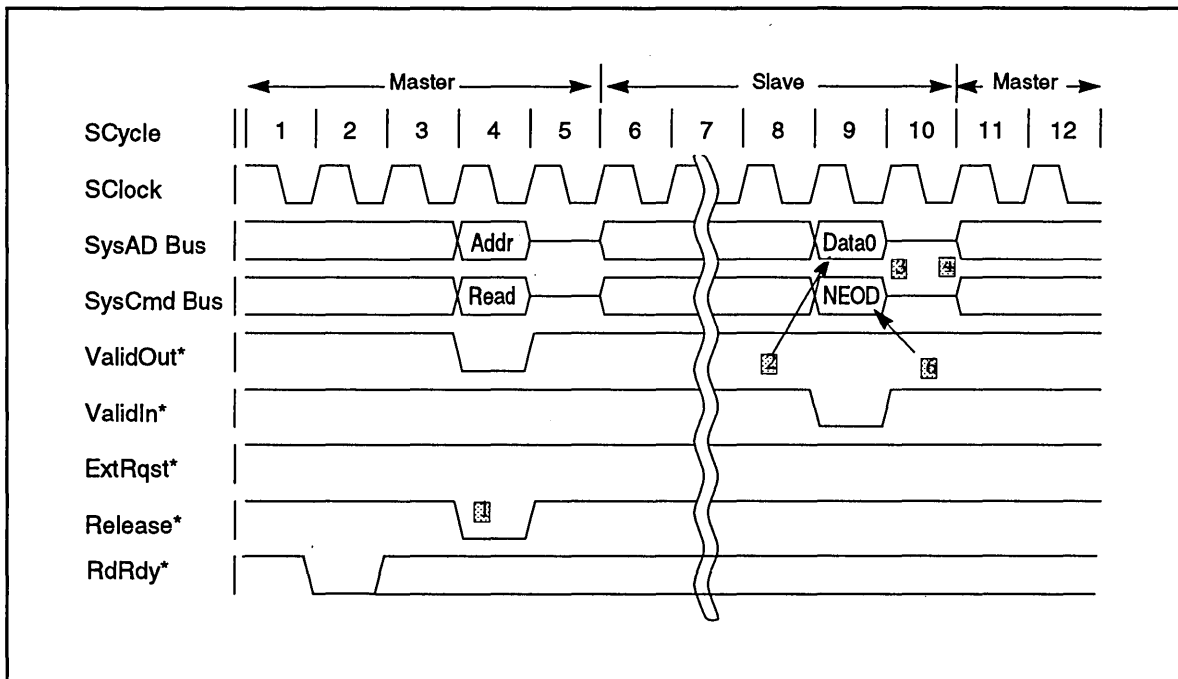 Master Slave Master
SCycle 1 2 3 4 5 6 7 8 9 10 11 12
SClock
SysAD Bus Addr Data0
3 4
SysCmd Bus Read NEOD
ValidOut* 2 6
ValidIn*
ExtRqst*
Release* 1
RdRdy*